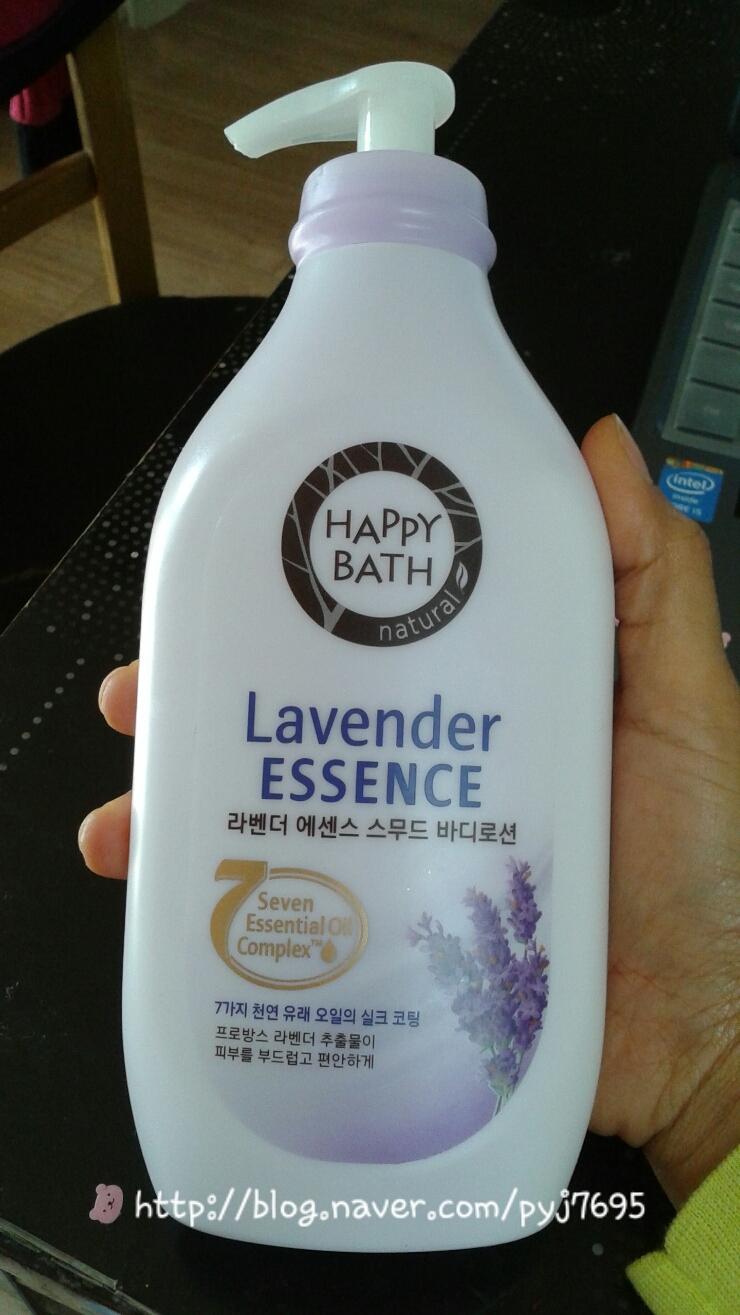 HAPPY
BATH
natural
intel
inside
Lavender
ESSENCE
라벤더 에센스 스무드 바디로션
7
Seven
Essential Oil
Complex™
7가지 천연 유래 오일의 실크 코팅
프로방스 라벤더 추출물이
피부를 부드럽고 편안하게
http://blog.naver.com/pyj7695